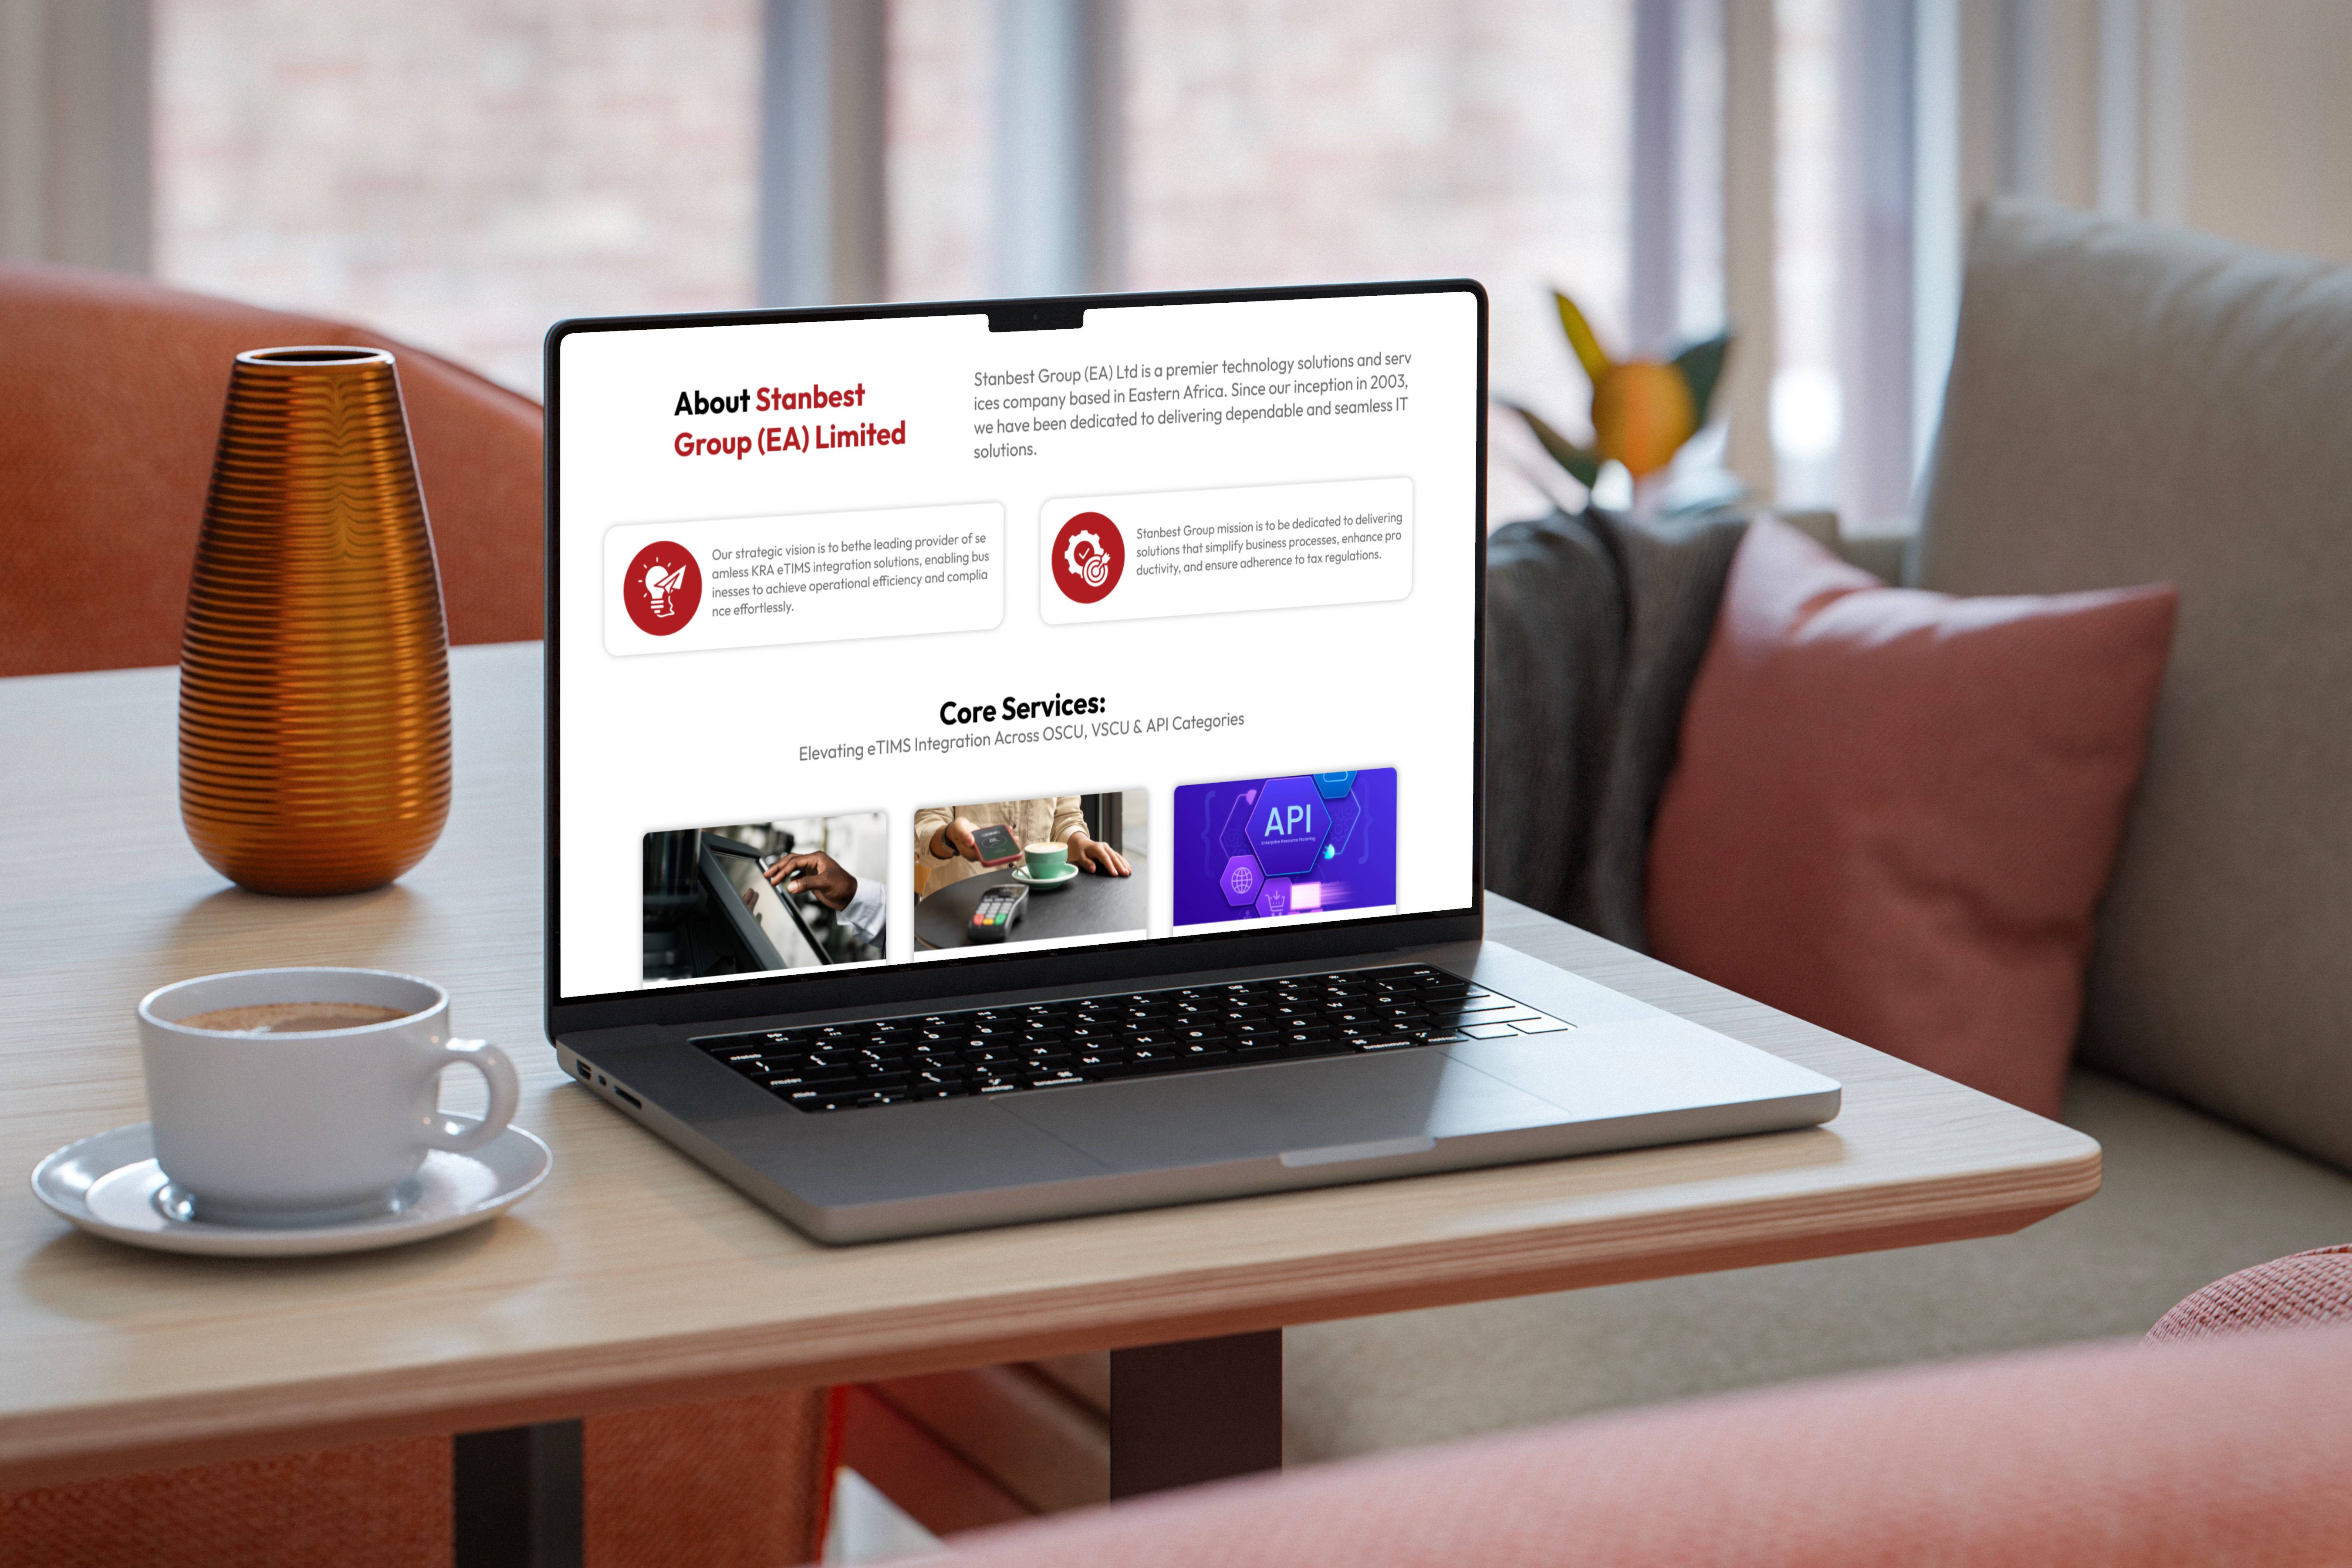 About Stanbest
Group (EA) Limited
Stanbest Group (EA) Ltd is a premier technology solutions and serv
ices company based in Eastern Africa. Since our inception in 2003,
we have been dedicated to delivering dependable and seamless IT
solutions.
Our strategic vision is to bethe leading provider of se
amless KRA eTIMS integration solutions, enabling bus
inesses to achieve operational efficiency and complia
nce effortlessly.
Stanbest Group mission is to be dedicated to delivering
solutions that simplify business processes, enhance pro
ductivity, and ensure adherence to tax regulations.
Core Services:
Elevating eTIMS Integration Across OSCU, VSCU & API Categories
API
Enterprise Resource Planning